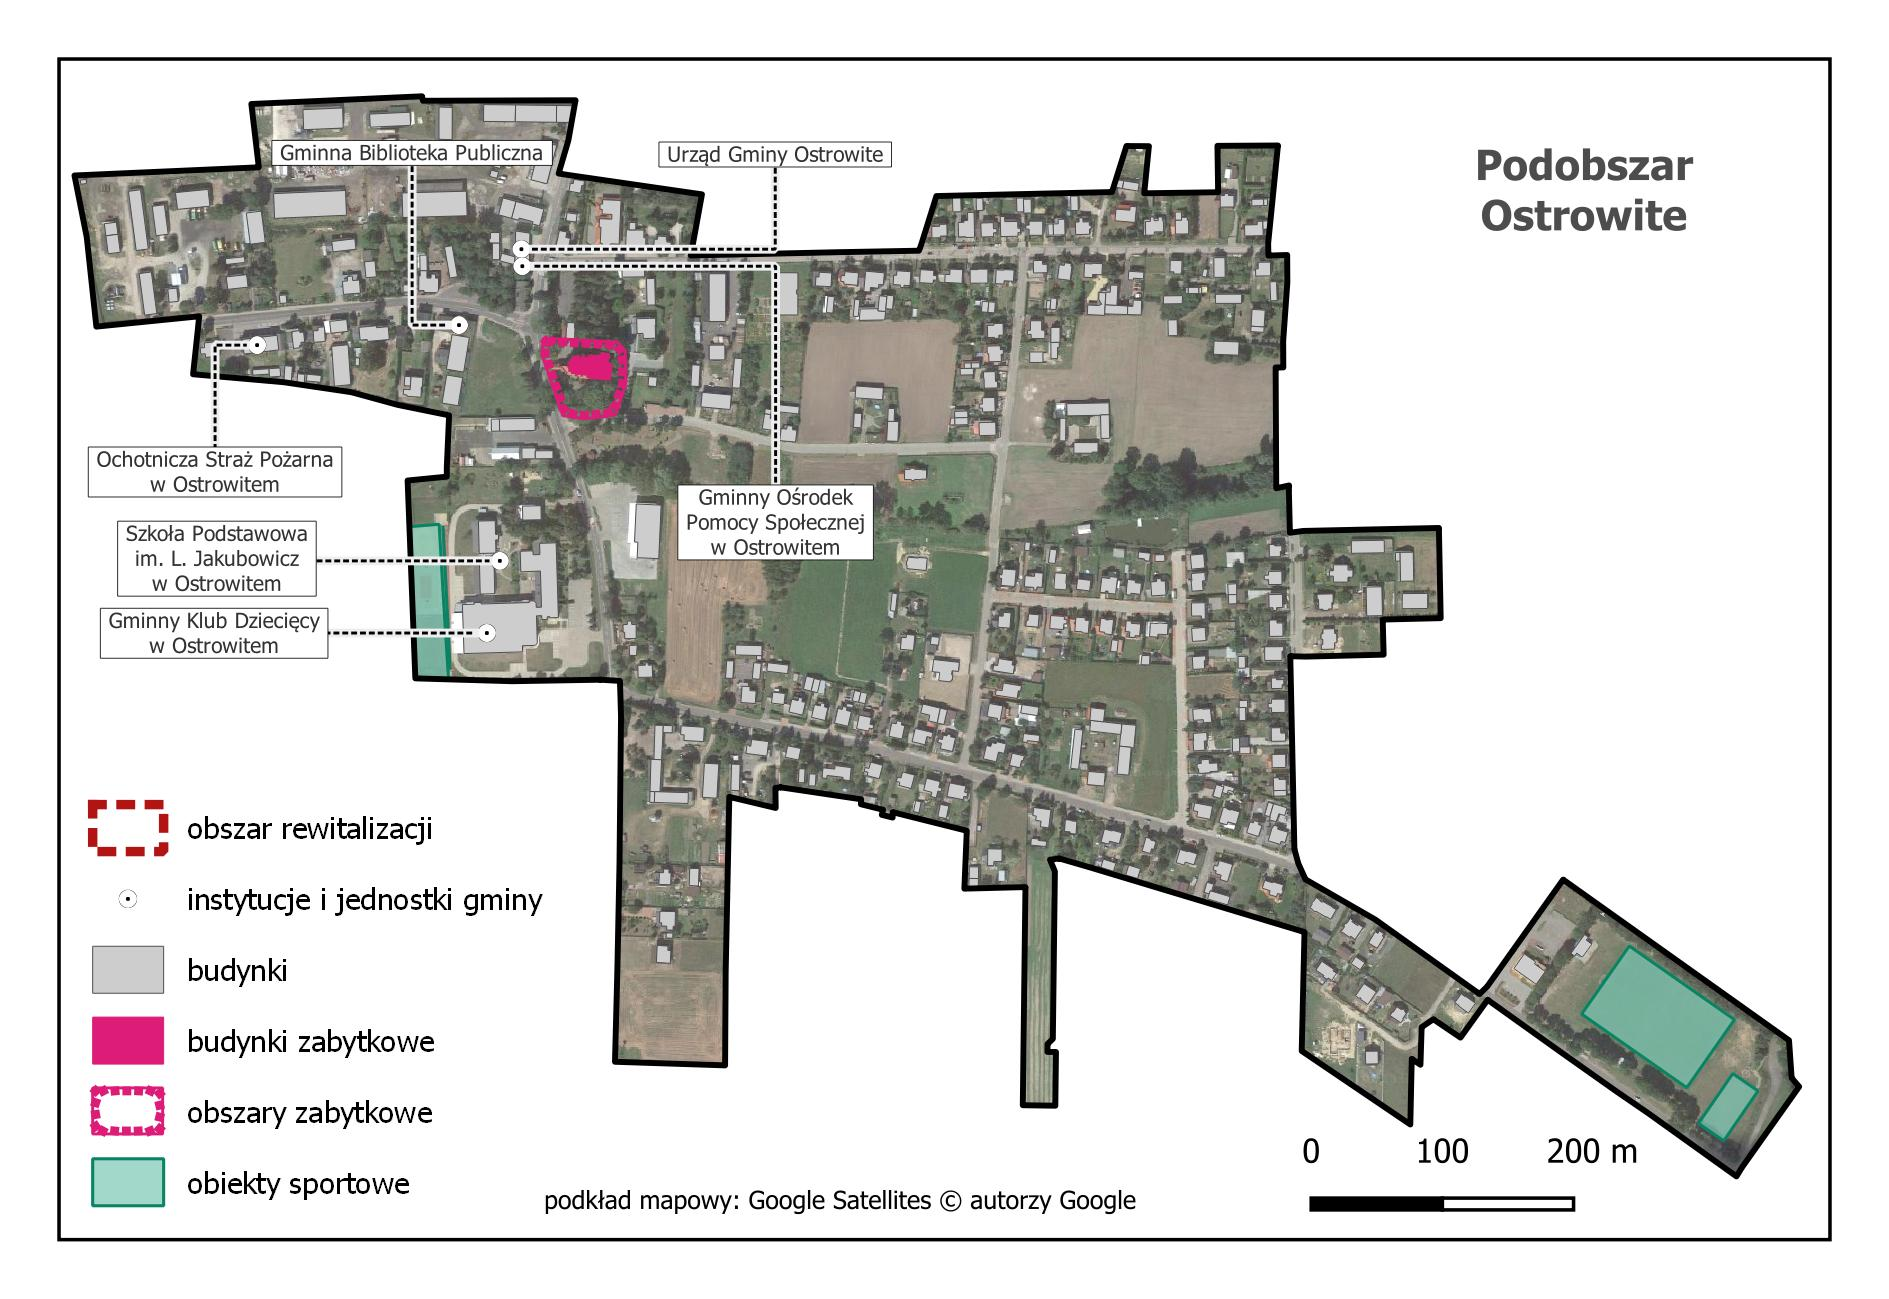 Podobszar
Ostrowite
Gminna Biblioteka Publiczna
Urząd Gminy Ostrowite
Ochotnicza Straż Pożarna
w Ostrowitem
Szkoła Podstawowa
im. L. Jakubowicz
w Ostrowitem
Gminny Klub Dziecięcy
w Ostrowitem
Gminny Ośrodek
Pomocy Społecznej
w Ostrowitem
obszar rewitalizacji
instytucje i jednostki gminy
budynki
budynki zabytkowe
obszary zabytkowe
obiekty sportowe
podkład mapowy: Google Satellites © autorzy Google
0 100 200 m